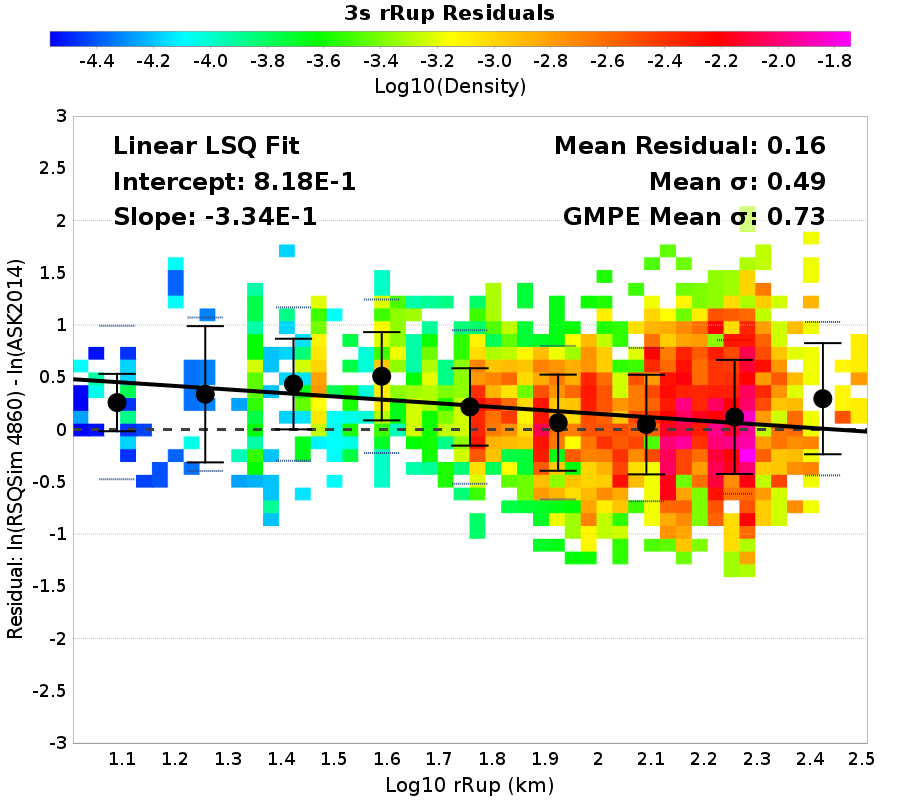 3s rRup Residuals
-4.4 -4.2 -4.0 -3.8 -3.6 -3.4 -3.2 -3.0 -2.8 -2.6 -2.4 -2.2 -2.0 -1.8
Log10(Density)
Linear LSQ Fit
Intercept: 8.18E-1
Slope: -3.34E-1
Mean Residual: 0.16
Mean σ: 0.49
GMPE Mean σ: 0.73
Residual: ln(RSQSim 4860) - ln(ASK2014)
3
2.5
2
1.5
1
0.5
0
-0.5
-1
-1.5
-2
-2.5
-3
1.1 1.2 1.3 1.4 1.5 1.6 1.7 1.8 1.9 2 2.1 2.2 2.3 2.4 2.5
Log10 rRup (km)